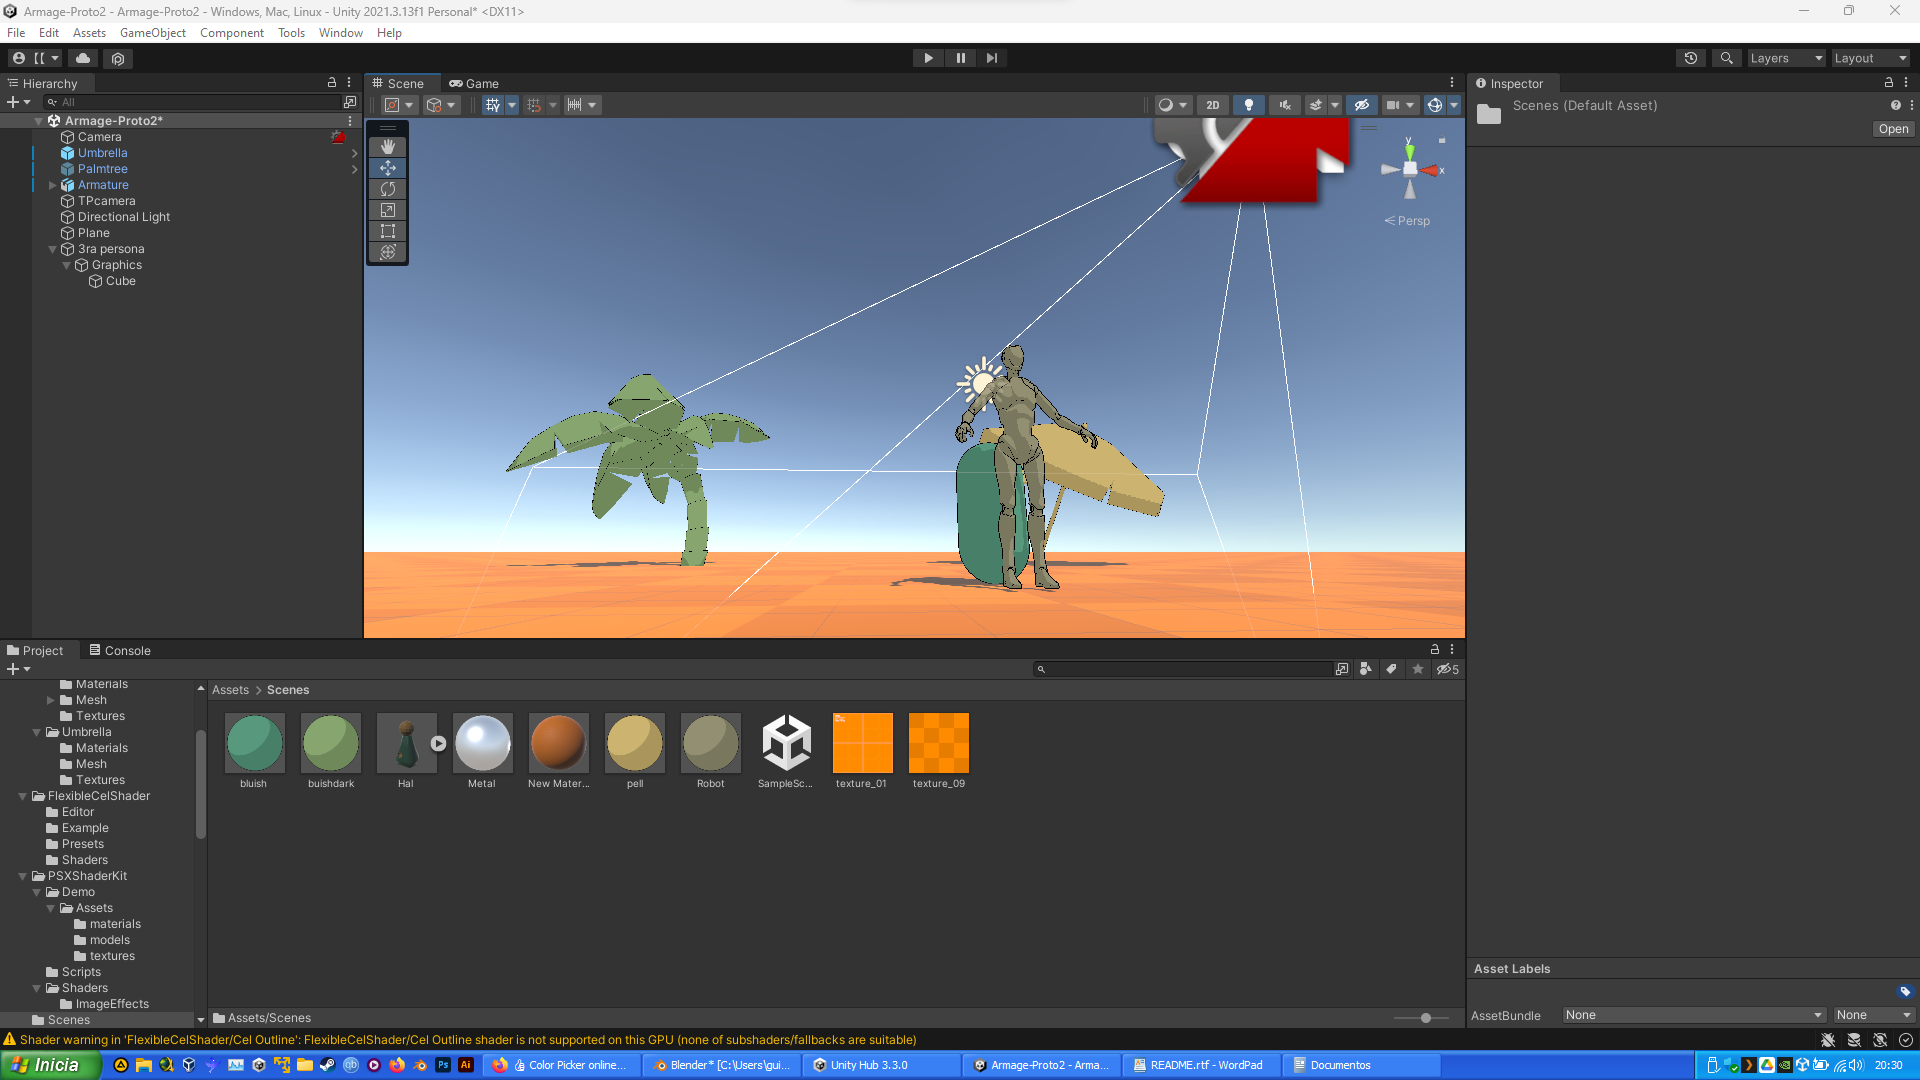 Armage-Proto2 - Armage-Proto2 - Windows, Mac, Linux - Unity 2021.3.13f1 Personal* <DX11>
File Edit Assets GameObject Component Tools Window Help
Layers Layout
Hierarchy
All
Armage-Proto2*
Camera
Umbrella
Palmtree
Armature
TPcamera
Directional Light
Plane
3ra persona
Graphics
Cube
Scene Game
2D
y
x
Persp
Inspector
Scenes (Default Asset)
Open
Project Console
5
Materials
Mesh
Textures
Umbrella
Materials
Mesh
Textures
FlexibleCelShader
Editor
Example
Presets
Shaders
PSXShaderKit
Demo
Assets
materials
models
textures
Scripts
Shaders
ImageEffects
Scenes
Assets > Scenes
bluish buishdark Hal Metal New Mater... pell Robot SampleSc... texture_01 texture_09
Assets/Scenes
Asset Labels
AssetBundle None None
Shader warning in 'FlexibleCelShader/Cel Outline': FlexibleCelShader/Cel Outline shader is not supported on this GPU (none of subshaders/fallbacks are suitable)
Inicia Ps Ai qb Color Picker online... Blender* [C:\Users\gui... Unity Hub 3.3.0 Armage-Proto2 - Arma... README.rtf - WordPad Documentos 20:30